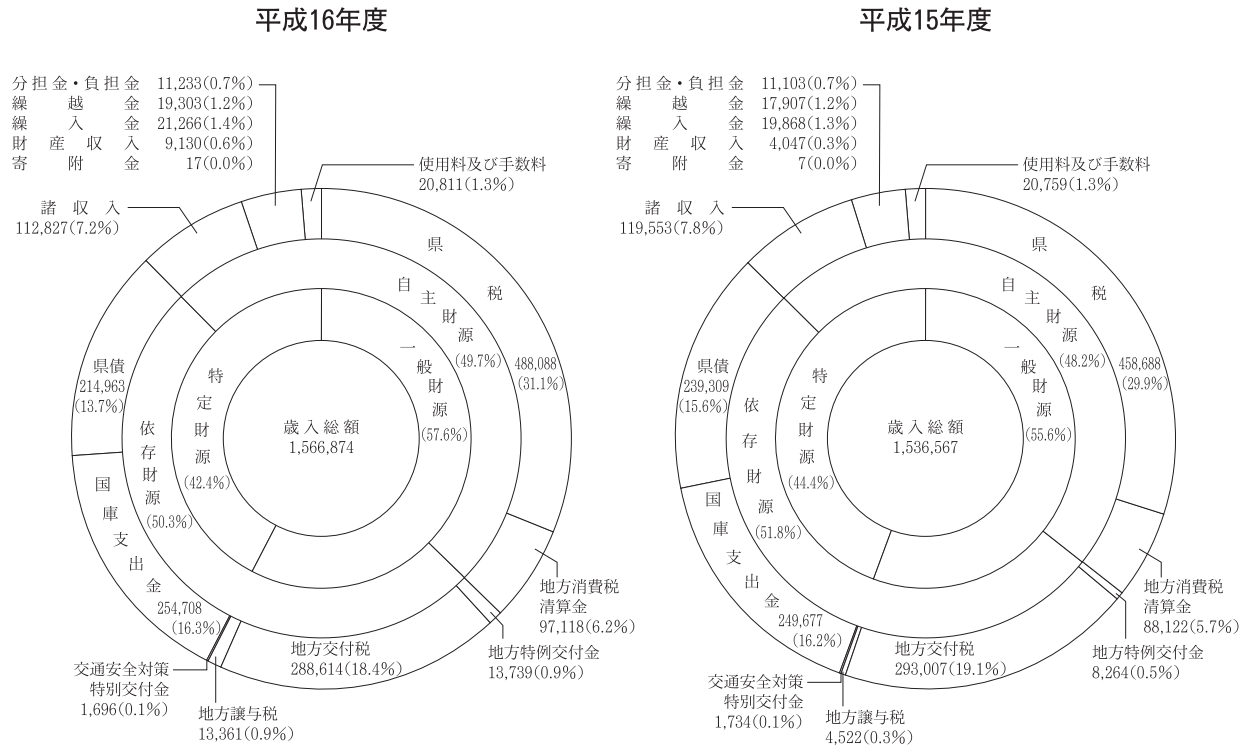 平成16年度
分担金・負担金 11,233(0.7%)
繰越金 19,303(1.2%)
繰入金 21,266(1.4%)
財産収入 9,130(0.6%)
寄附金 17(0.0%)
使用料及び手数料
20,811(1.3%)
諸収入
112,827(7.2%)
県税
488,088
(31.1%)
自主財源
(49.7%)
一般財源
(57.6%)
県債
214,963
(13.7%)
特定財源
(42.4%)
依存財源
(50.3%)
歳入総額
1,566,874
国庫支出金
254,708
(16.3%)
地方消費税
清算金
97,118(6.2%)
地方特例交付金
13,739(0.9%)
地方交付税
288,614(18.4%)
交通安全対策
特別交付金
1,696(0.1%)
地方譲与税
13,361(0.9%)
平成15年度
分担金・負担金 11,103(0.7%)
繰越金 17,907(1.2%)
繰入金 19,868(1.3%)
財産収入 4,047(0.3%)
寄附金 7(0.0%)
使用料及び手数料
20,759(1.3%)
諸収入
119,553(7.8%)
県税
458,688
(29.9%)
自主財源
(48.2%)
一般財源
(55.6%)
県債
239,309
(15.6%)
特定財源
(44.4%)
依存財源
(51.8%)
歳入総額
1,536,567
国庫支出金
249,677
(16.2%)
地方消費税
清算金
88,122(5.7%)
地方特例交付金
8,264(0.5%)
地方交付税
293,007(19.1%)
交通安全対策
特別交付金
1,734(0.1%)
地方譲与税
4,522(0.3%)